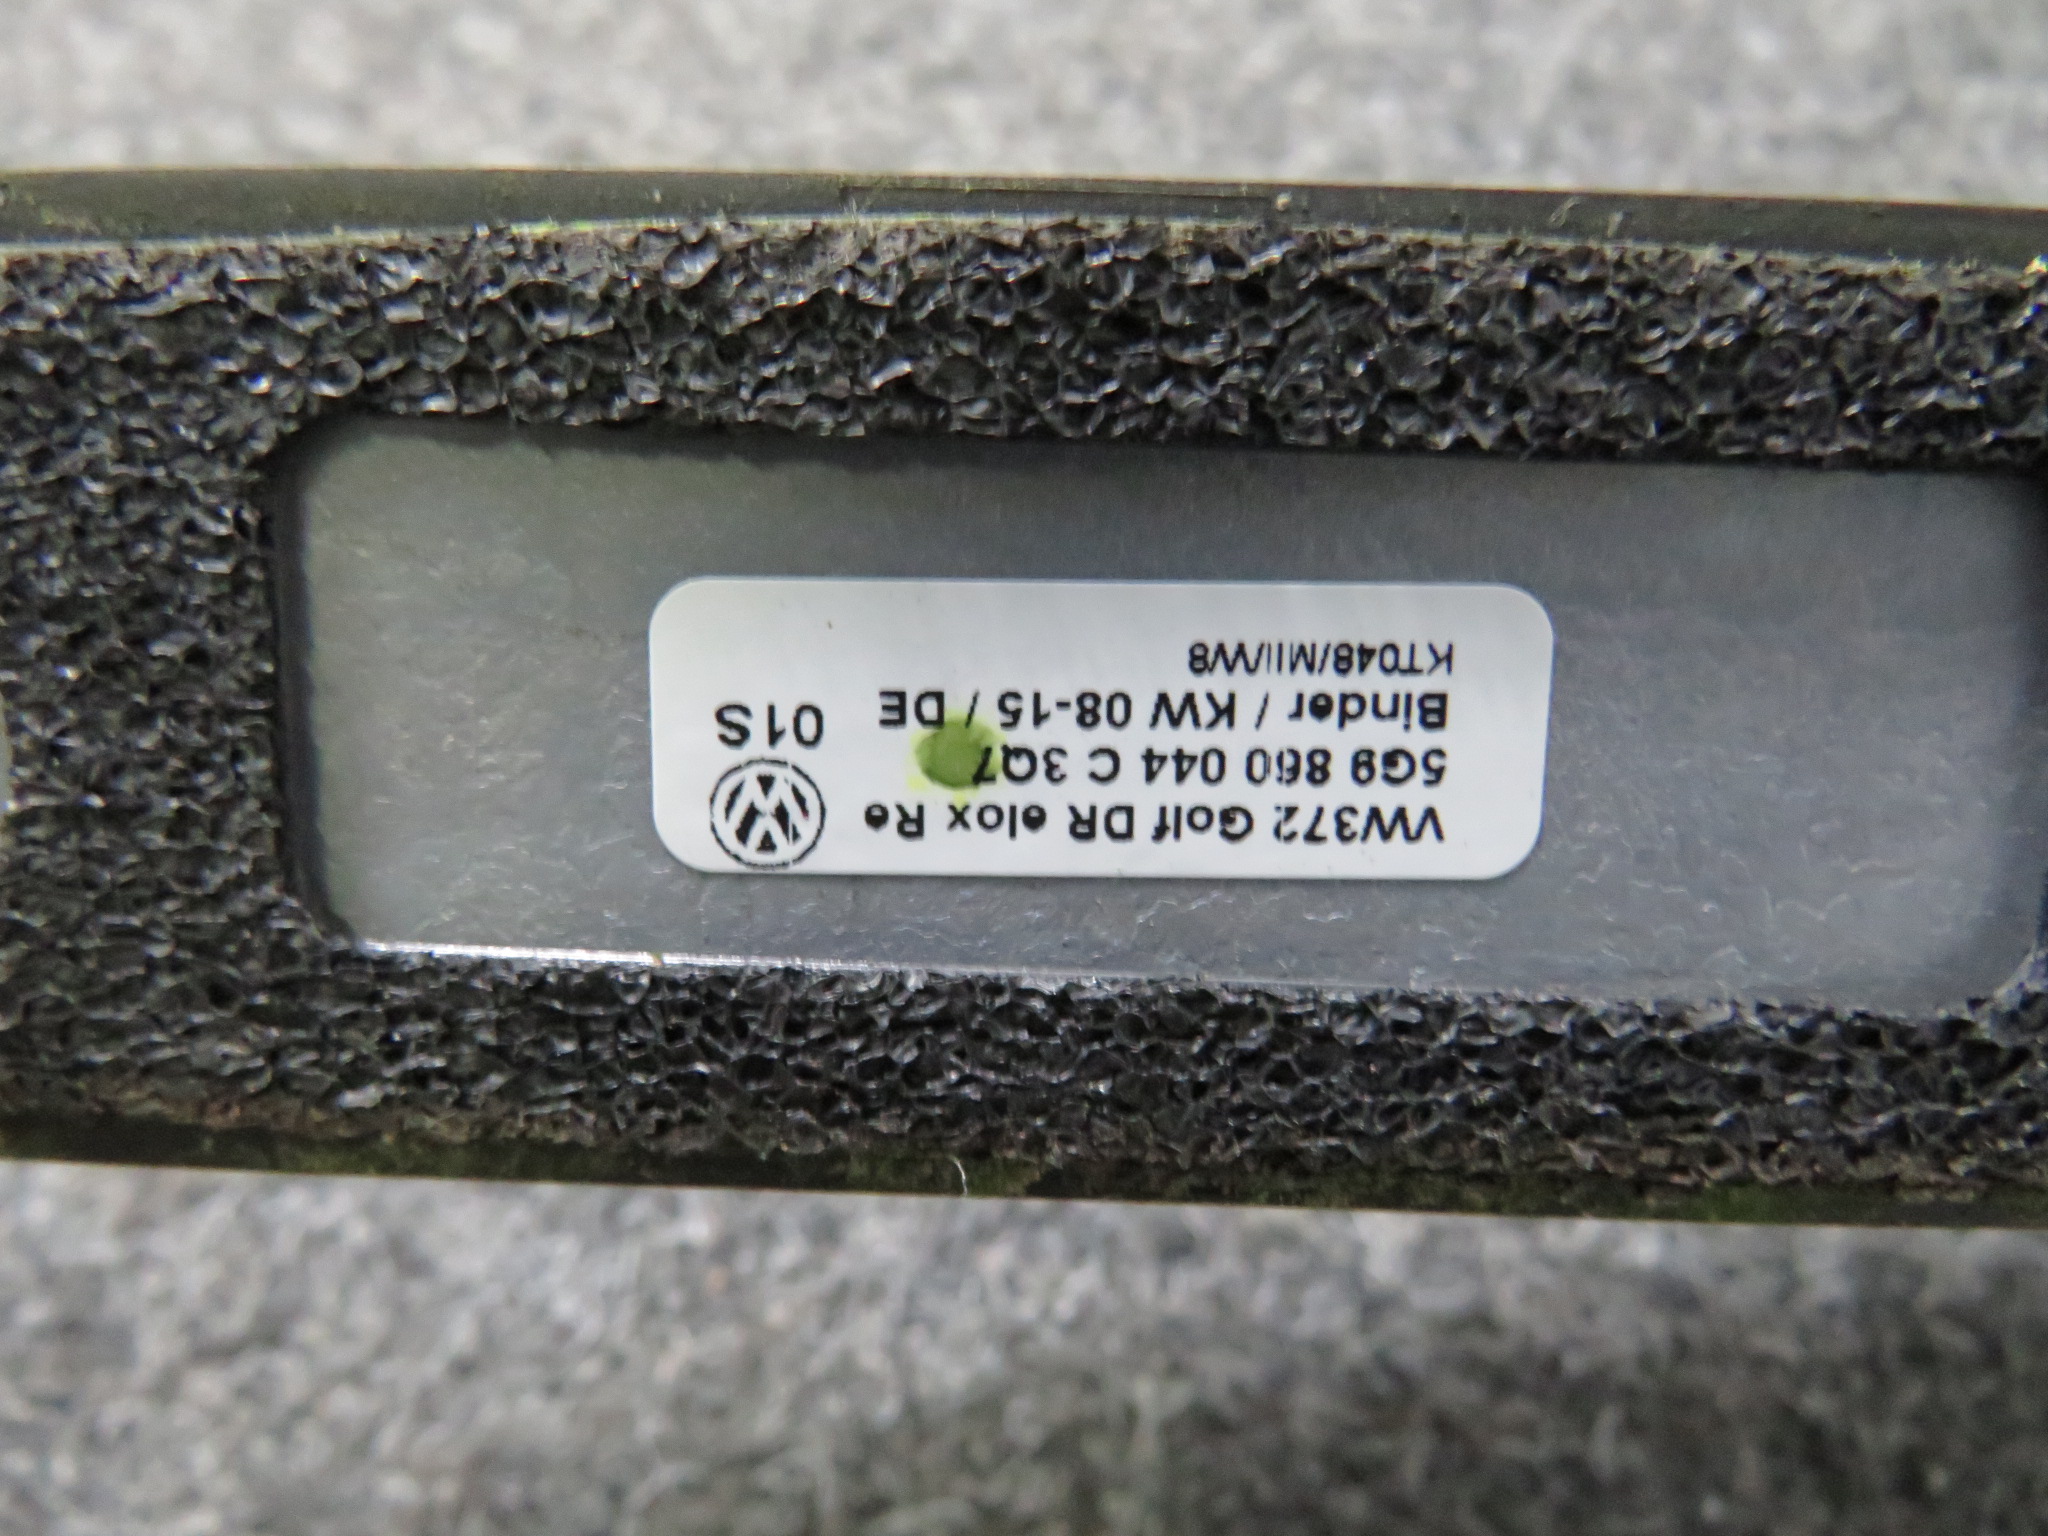 VW372 Golf DR elox Re
5G9 860 044 C 3Q7
Binder / KW 08-15 / DE
01S
KT048/MII/W8